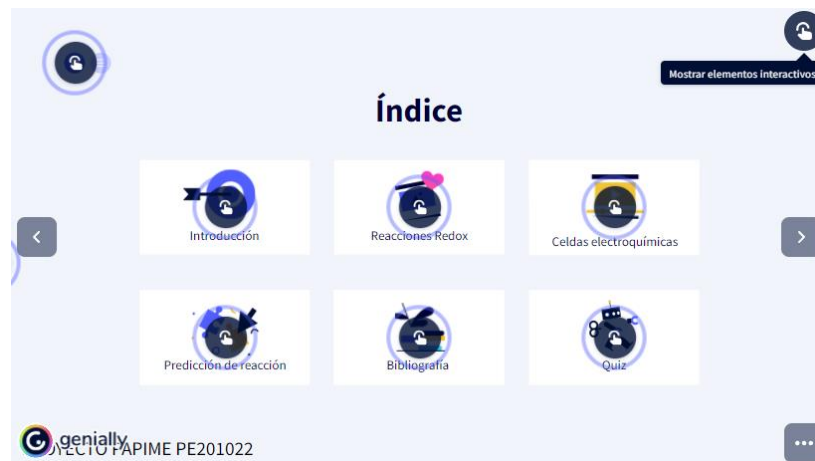 Mostrar elementos interactivos
Índice
Introducción
Reacciones Redox
Celdas electroquímicas
Predicción de reacción
Bibliografía
Quiz
genially
PAPIME PE201022